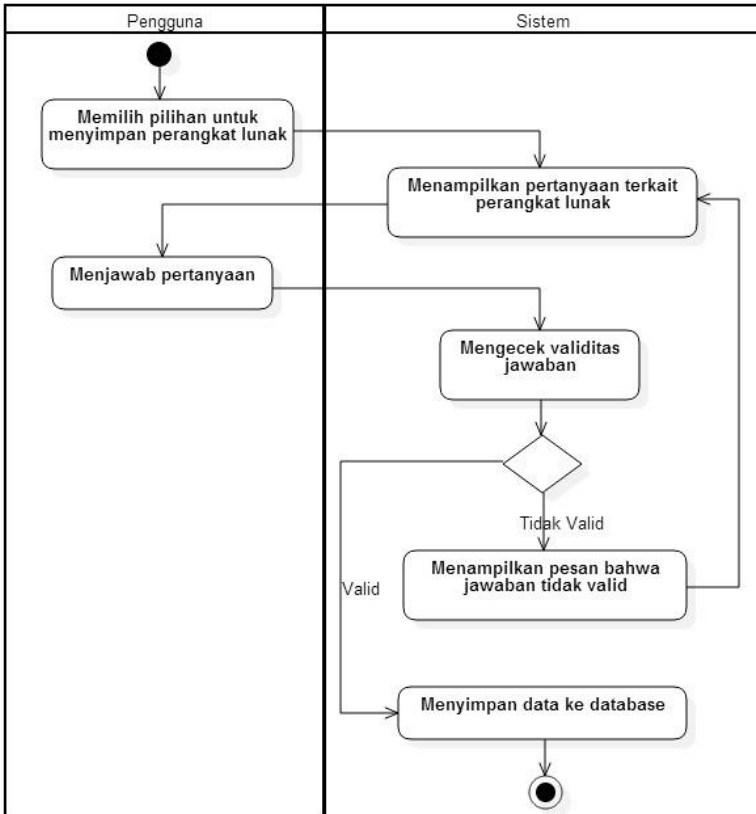 Pengguna
Sistem
Memilih pilihan untuk
menyimpan perangkat lunak
Menampilkan pertanyaan terkait
perangkat lunak
Menjawab pertanyaan
Mengecek validitas
jawaban
Tidak Valid
Menampilkan pesan bahwa
jawaban tidak valid
Valid
Menyimpan data ke database